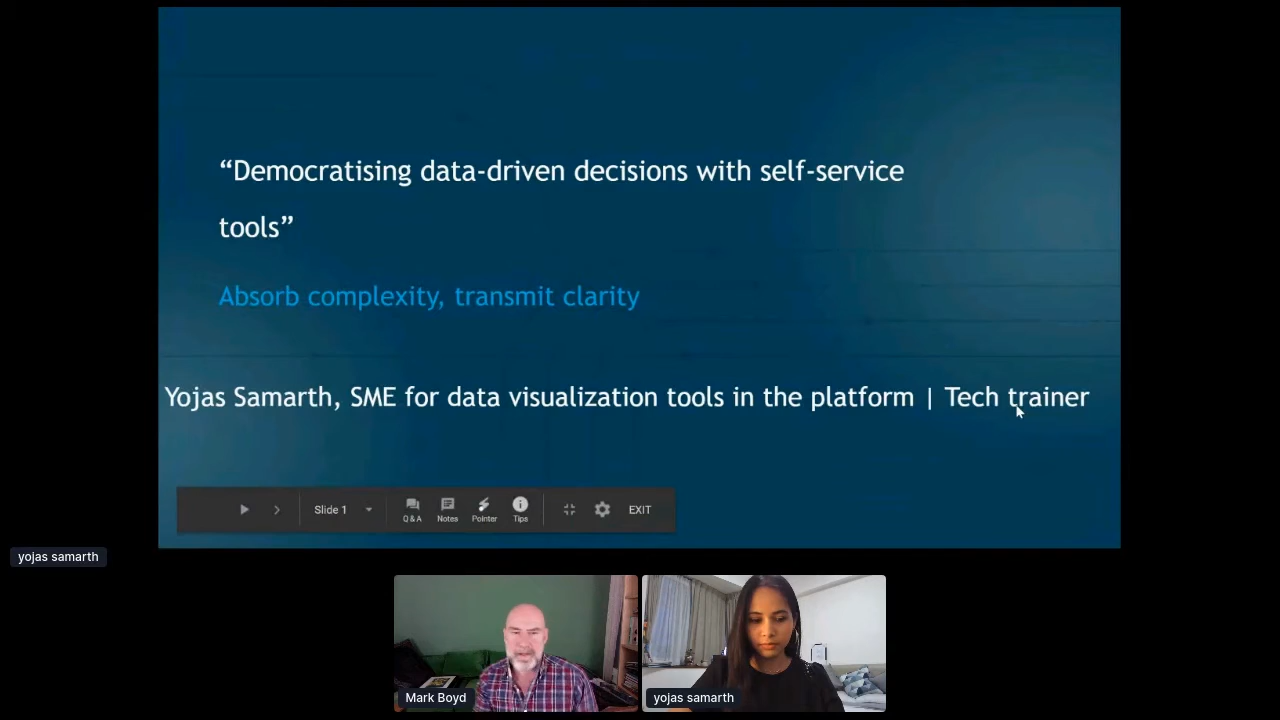 “Democratising data-driven decisions with self-service
tools”
Absorb complexity, transmit clarity
Yojas Samarth, SME for data visualization tools in the platform | Tech trainer
Slide 1
Q&A
Notes
Pointer
Tips
EXIT
yojas samarth
Mark Boyd
yojas samarth